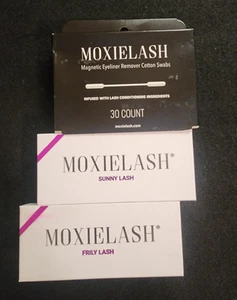 MOXIELASH
Magnetic Eyeliner Remover Cotton Swabs
INFUSED WITH LASH CONDITIONING INGREDIENTS
30 COUNT
moxielash.com
MOXIELASH®
SUNNY LASH
MOXIELASH®
FRILY LASH